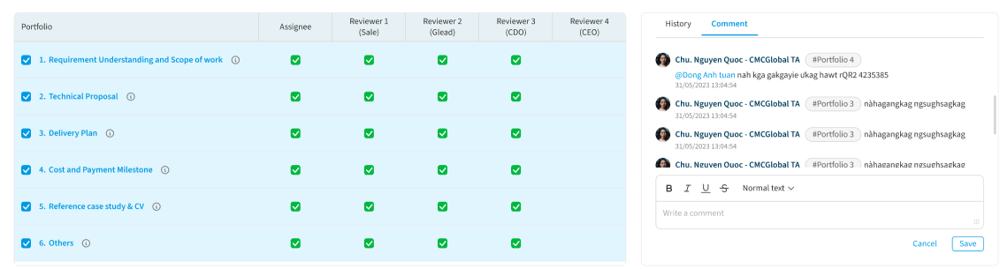 Portfolio
Assignee
Reviewer 1
(Sale)
Reviewer 2
(Glead)
Reviewer 3
(CDO)
Reviewer 4
(CEO)
1. Requirement Understanding and Scope of work
2. Technical Proposal
3. Delivery Plan
4. Cost and Payment Milestone
5. Reference case study & CV
6. Others
History Comment
Chu. Nguyen Quoc - CMCGlobal TA #Portfolio 4
@Dong Anh tuan nah kga gakgayie ưkag hawt rQR2 4235385
31/05/2023 13:04:54
Chu. Nguyen Quoc - CMCGlobal TA #Portfolio 3 nàhagangkag ngsughsagkag
31/05/2023 13:04:54
Chu. Nguyen Quoc - CMCGlobal TA #Portfolio 3 nàhagangkag ngsughsagkag
31/05/2023 13:04:54
Chu. Nguyen Quoc - CMCGlobal TA #Portfolio 3 nàhagangkag ngsughsagkag
B I U S Normal text
Write a comment
Cancel Save